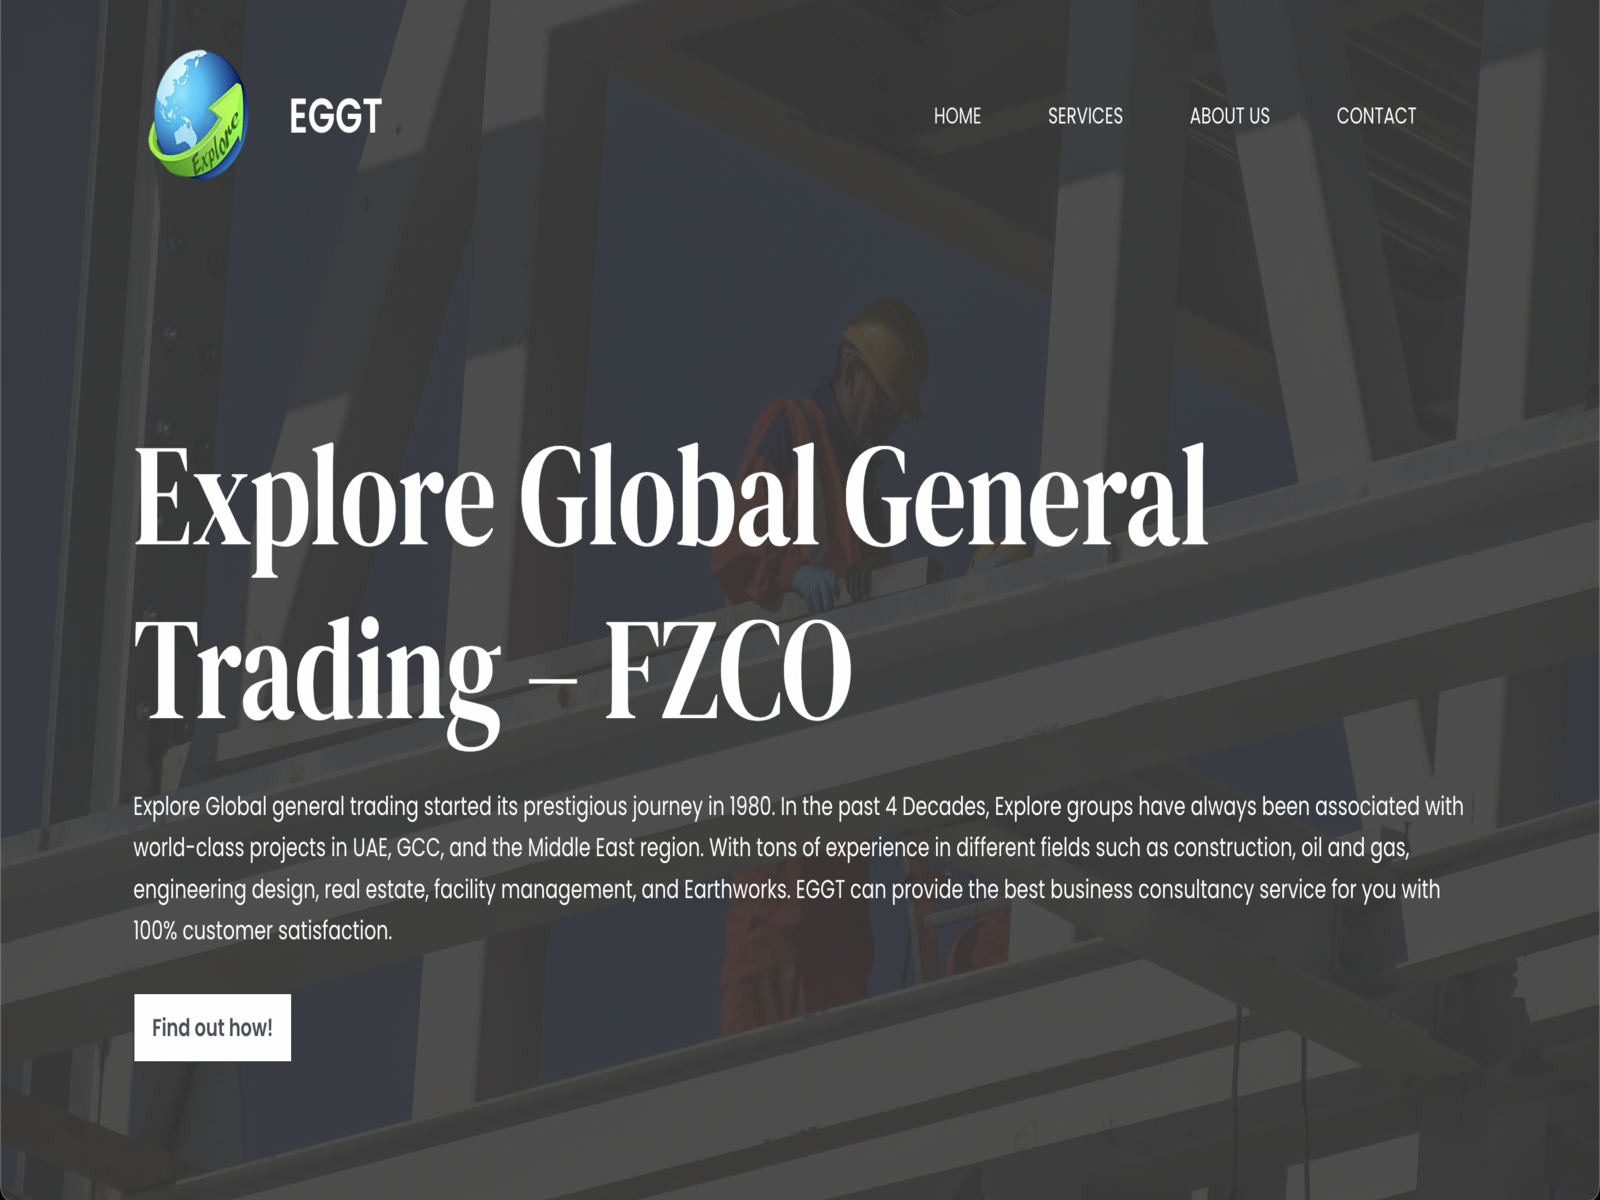 Explore
EGGT
HOME
SERVICES
ABOUT US
CONTACT
Explore Global General
Trading – FZCO
Explore Global general trading started its prestigious journey in 1980. In the past 4 Decades, Explore groups have always been associated with
world-class projects in UAE, GCC, and the Middle East region. With tons of experience in different fields such as construction, oil and gas,
engineering design, real estate, facility management, and Earthworks. EGGT can provide the best business consultancy service for you with
100% customer satisfaction.
Find out how!